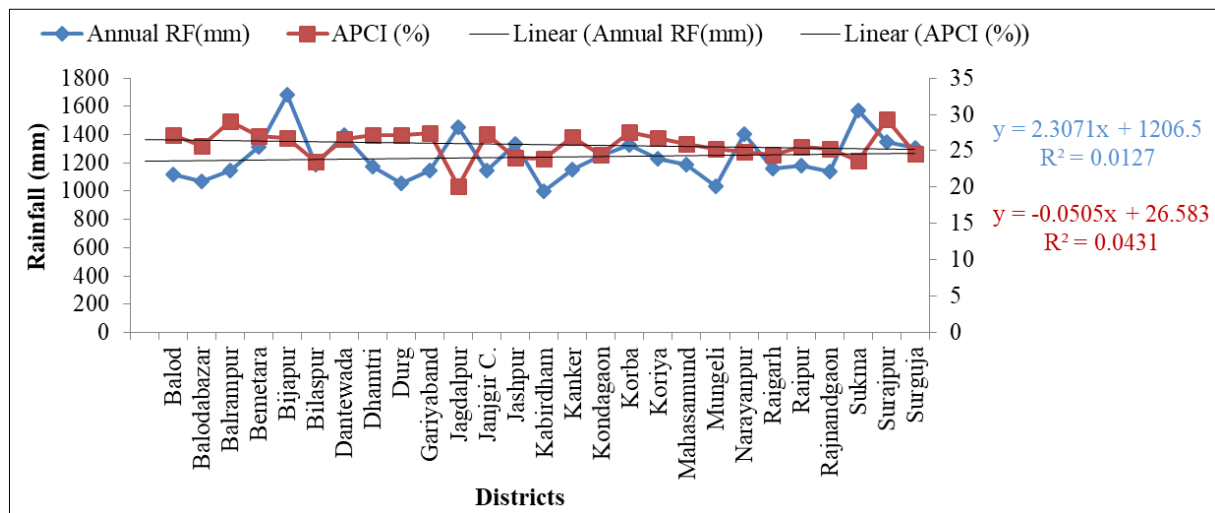 Annual RF(mm) APCI (%) Linear (Annual RF(mm)) Linear (APCI (%))
Rainfall (mm)
1800
1600
1400
1200
1000
800
600
400
200
0
35
30
25
20
15
10
5
0
y = 2.3071x + 1206.5
R² = 0.0127
y = -0.0505x + 26.583
R² = 0.0431
Balod
Balodabazar
Balrampur
Bemetara
Bijapur
Bilaspur
Dantewada
Dhamtri
Durg
Gariyaband
Jagdalpur
Janjgir C.
Jashpur
Kabirdham
Kanker
Kondagaon
Korba
Koriya
Mahasamund
Mungeli
Narayanpur
Raigarh
Raipur
Rajnandgaon
Sukma
Surajpur
Surguja
Districts